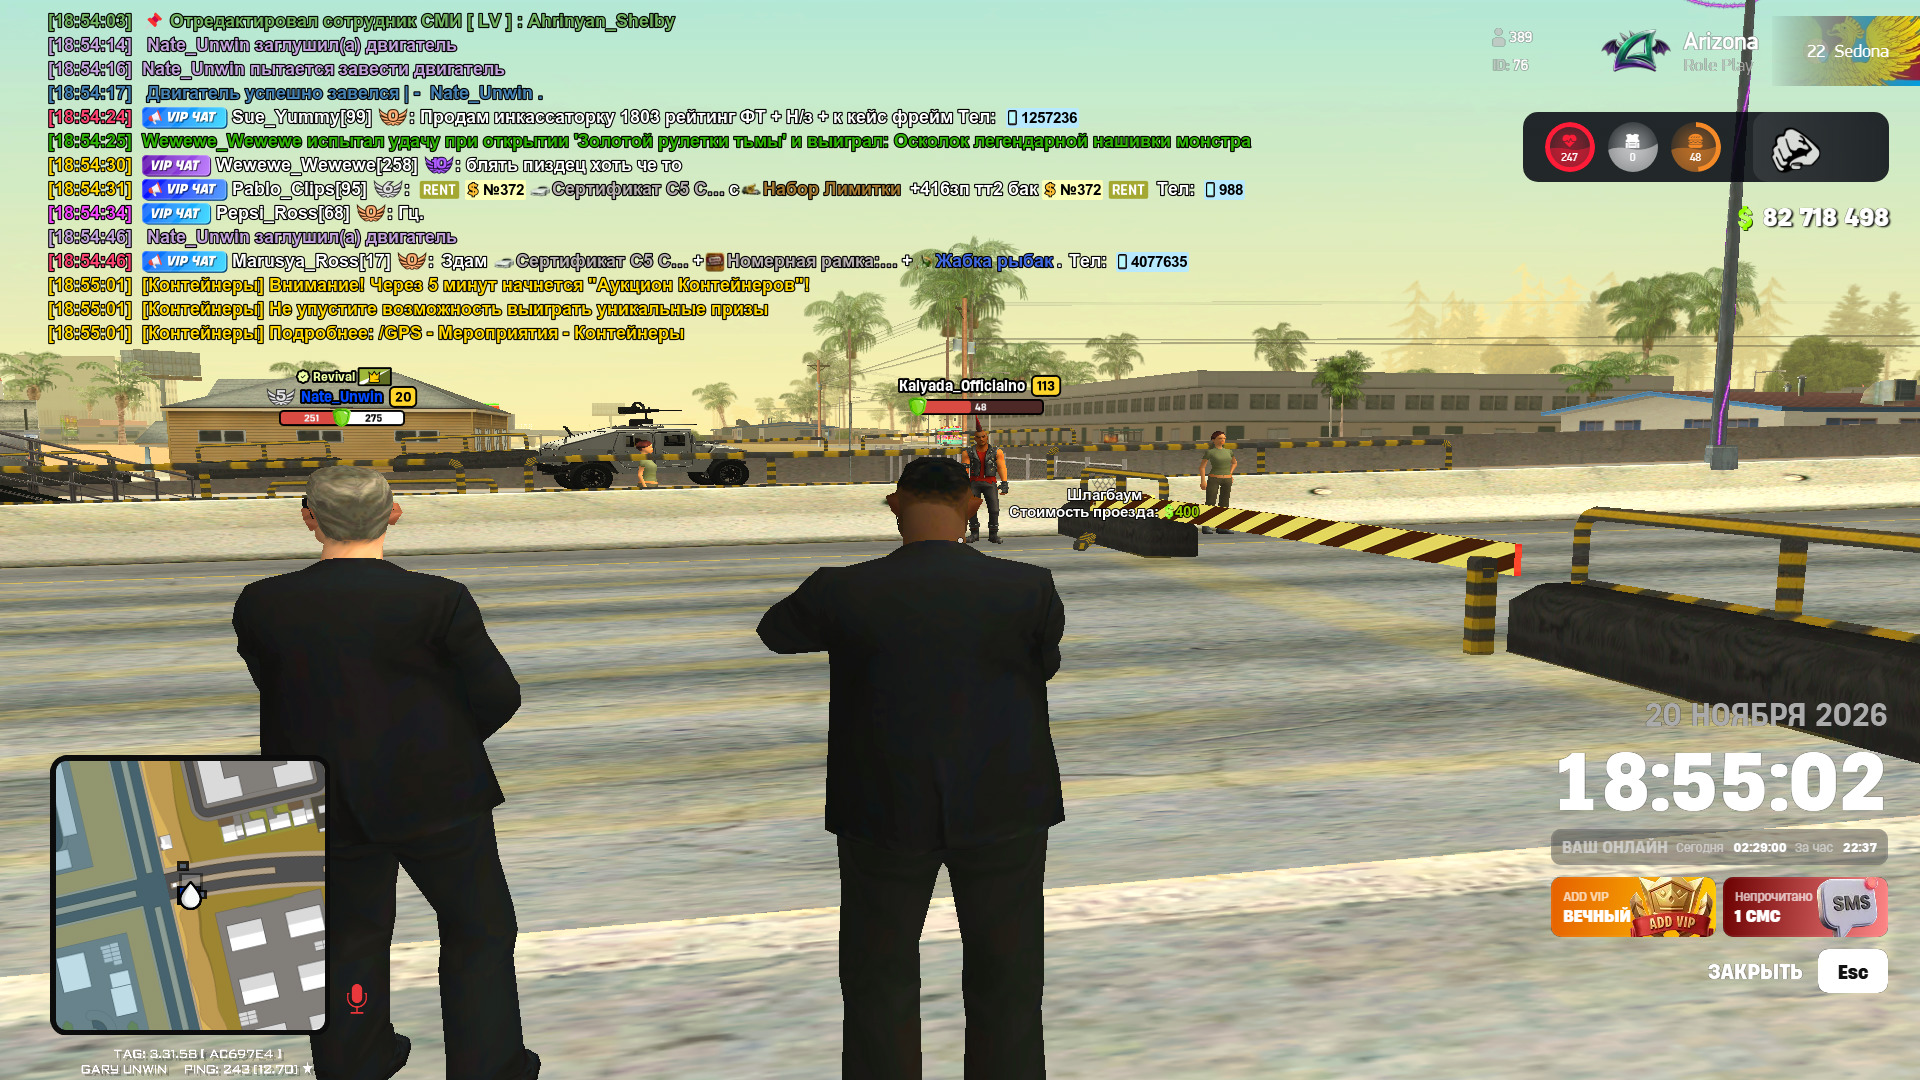 [18:54:03] Отредактировал сотрудник СМИ [ LV ] : Ahrinyan_Shelby
[18:54:14] Nate_Unwin заглушил(а) двигатель
[18:54:16] Nate_Unwin пытается завести двигатель
[18:54:17] Двигатель успешно завелся | - Nate_Unwin .
[18:54:24] VIP ЧАТ Sue_Yummy[99] 0 : Продам инкассаторку 1803 рейтинг ФТ + Н/з + к кейс фрейм Тел: 1257236
[18:54:25] Wewewe_Wewewe испытал удачу при открытии 'Золотой рулетки тьмы' и выиграл: Осколок легендарной нашивки монстра
[18:54:30] VIP ЧАТ Wewewe_Wewewe[258] 10 : блять пиздец хоть че то
[18:54:31] VIP ЧАТ Pablo_Clips[95] 6 : RENT $ №372 Сертификат C5 C... с Набор Лимитки +416зп тт2 бак $ №372 RENT Тел: 988
[18:54:34] VIP ЧАТ Pepsi_Ross[68] 0 : Гц.
[18:54:46] Nate_Unwin заглушил(а) двигатель
[18:54:46] VIP ЧАТ Marusya_Ross[17] 0 : Здам Сертификат C5 C... + Номерная рамка:... + Жабка рыбак . Тел: 4077635
[18:55:01] [Контейнеры] Внимание! Через 5 минут начнется "Аукцион Контейнеров"!
[18:55:01] [Контейнеры] Не упустите возможность выиграть уникальные призы
[18:55:01] [Контейнеры] Подробнее: /GPS - Мероприятия - Контейнеры
389
ID: 76
Arizona
Role Play
22 Sedona
247
0
48
$ 82 718 498
Revival
5 Nate_Unwin 20
251 275
Kalyada_Officialno 113
48
Шлагбаум
Стоимость проезда: $400
20 НОЯБРЯ 2026
18:55:02
ВАШ ОНЛАЙН Сегодня 02:29:00 За час 22:37
ADD VIP
ВЕЧНЫЙ
ADD VIP
Непрочитано
1 СМС
SMS
ЗАКРЫТЬ Esc
TAG: 3.31.58 [ AC697E4 ]
GARY UNWIN PING: 243 [12.70]